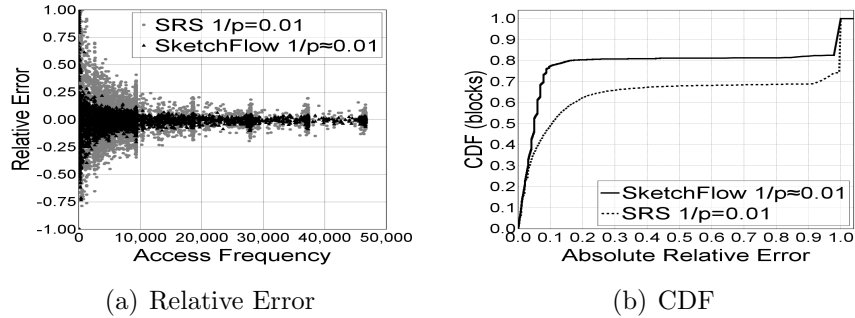 1.00
0.75
0.50
0.25
0.00
-0.25
-0.50
-0.75
-1.00
Relative Error
SRS 1/p=0.01
SketchFlow 1/p≈0.01
0 10,000 20,000 30,000 40,000 50,000
Access Frequency
(a) Relative Error
1.0
0.9
0.8
0.7
0.6
0.5
0.4
0.3
0.2
0.1
0.0
CDF (blocks)
SketchFlow 1/p≈0.01
SRS 1/p=0.01
0.0 0.1 0.2 0.3 0.4 0.5 0.6 0.7 0.8 0.9 1.0
Absolute Relative Error
(b) CDF